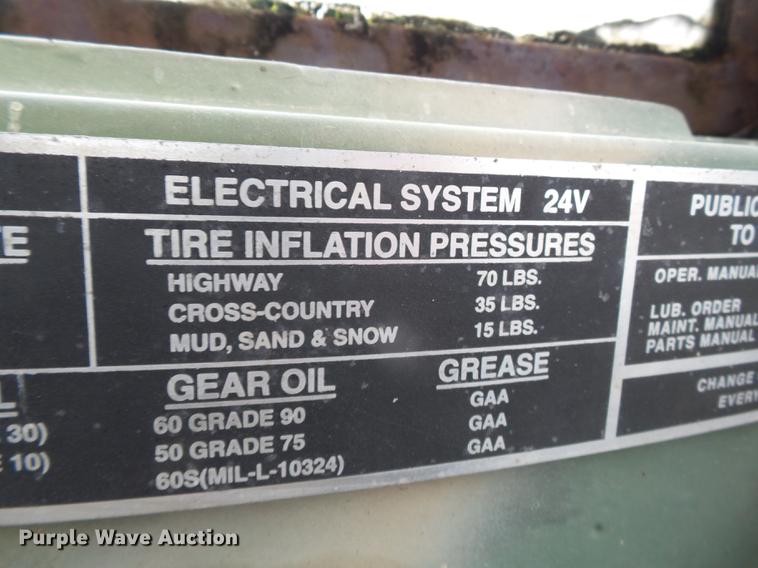 ELECTRICAL SYSTEM 24V
TIRE INFLATION PRESSURES
HIGHWAY 70 LBS.
CROSS-COUNTRY 35 LBS.
MUD, SAND & SNOW 15 LBS.
GEAR OIL GREASE
60 GRADE 90 GAA
50 GRADE 75 GAA
60S(MIL-L-10324) GAA
TE
L
30)
10)
PUBLIC
TO
OPER. MANUAL
LUB. ORDER
MAINT. MANUAL
PARTS MANUAL
CHANGE
EVERY
Purple Wave Auction